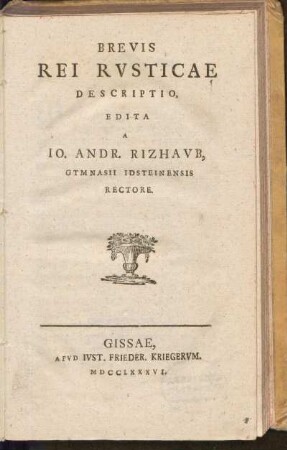 BREVIS
REI RVSTICAE
DESCRIPTIO,
EDITA
A
IO. ANDR. RIZHAVB,
GYMNASII IDSTEINENSIS
RECTORE.
GISSAE,
APVD IVST. FRIEDER. KRIEGERVM.
MDCCLXXXVI.